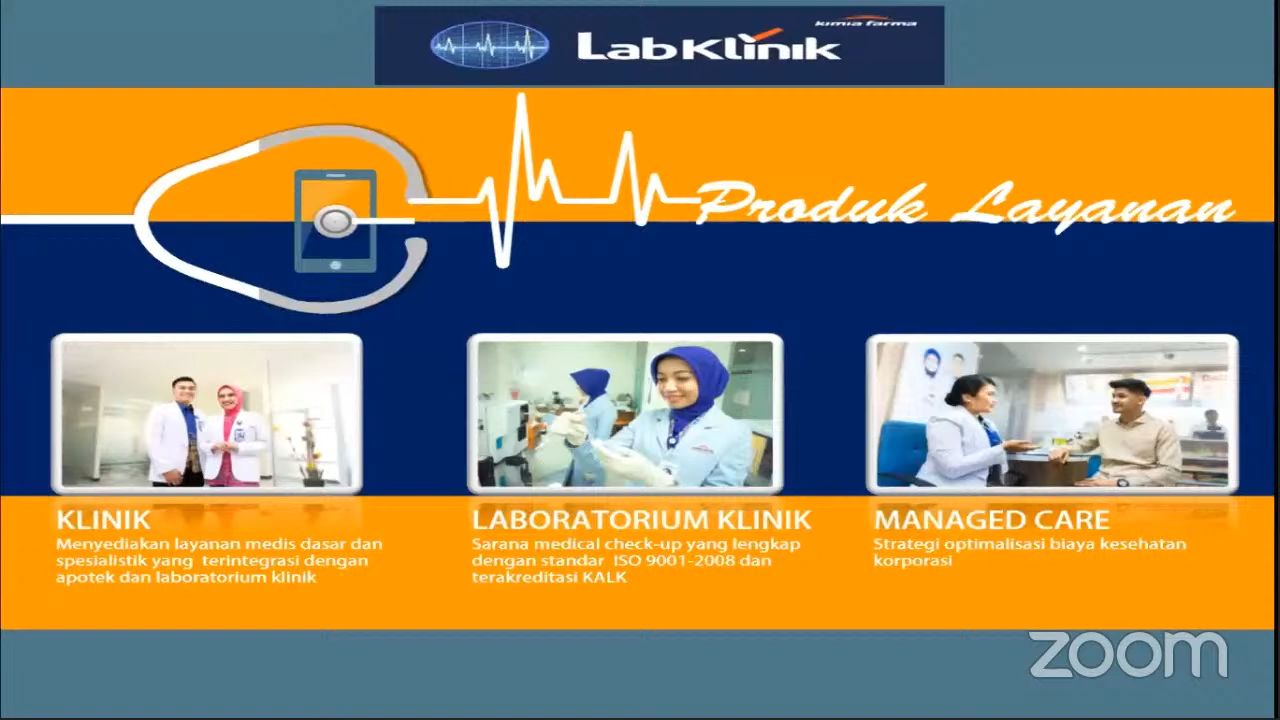 kimia farma
LabKlinik
Produk Layanan
KLINIK
Menyediakan layanan medis dasar dan
spesialistik yang terintegrasi dengan
apotek dan laboratorium klinik
LABORATORIUM KLINIK
Sarana medical check-up yang lengkap
dengan standar ISO 9001-2008 dan
terakreditasi KALK
MANAGED CARE
Strategi optimalisasi biaya kesehatan
korporasi
zoom